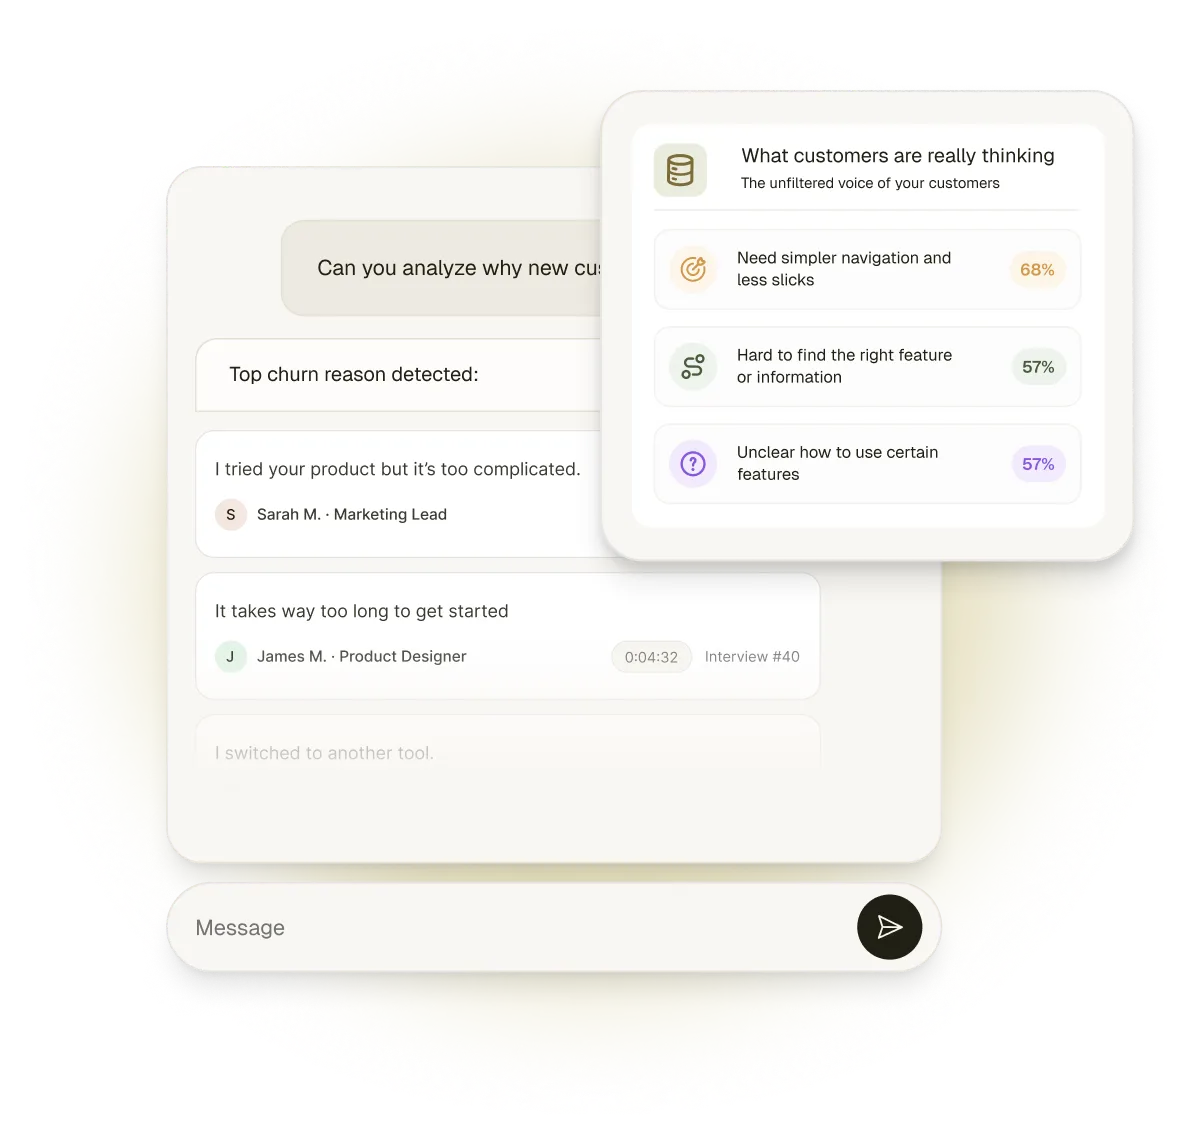 What customers are really thinking
The unfiltered voice of your customers
Need simpler navigation and
less slicks
68%
Hard to find the right feature
or information
57%
Unclear how to use certain
features
57%
Can you analyze why new
Top churn reason detected:
I tried your product but it’s too complicated.
S
Sarah M. · Marketing Lead
It takes way too long to get started
J
James M. · Product Designer
0:04:32
Interview #40
I switched to another tool.
Message